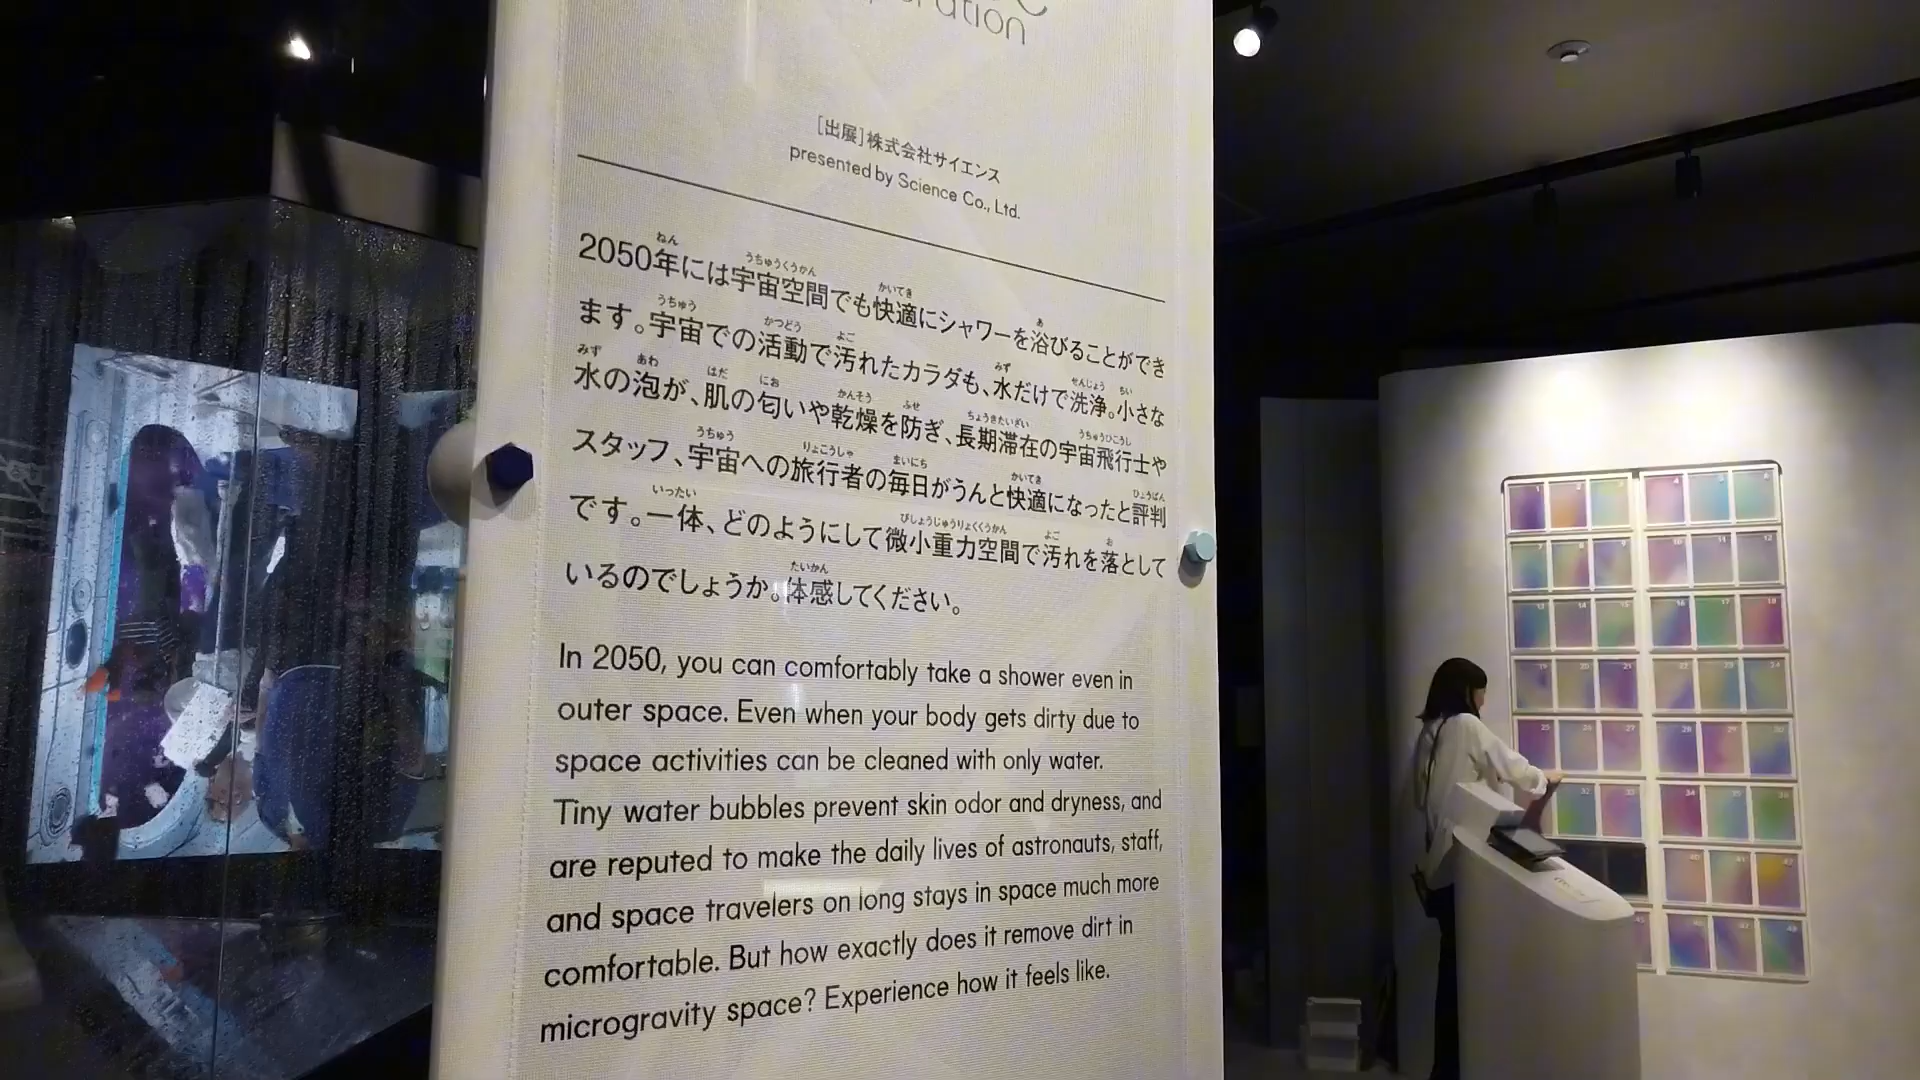 [出展]株式会社サイエンス
presented by Science Co., Ltd.
2050年には宇宙空間でも快適にシャワーを浴びることができ
ます。宇宙での活動で汚れたカラダも、水だけで洗浄。小さな
水の泡が、肌の匂いや乾燥を防ぎ、長期滞在の宇宙飛行士や
スタッフ、宇宙への旅行者の毎日がうんと快適になったと評判
です。一体、どのようにして微小重力空間で汚れを落として
いるのでしょうか。体感してください。
In 2050, you can comfortably take a shower even in
outer space. Even when your body gets dirty due to
space activities can be cleaned with only water.
Tiny water bubbles prevent skin odor and dryness, and
are reputed to make the daily lives of astronauts, staff,
and space travelers on long stays in space much more
comfortable. But how exactly does it remove dirt in
microgravity space? Experience how it feels like.